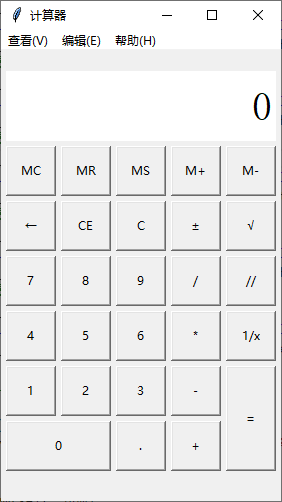 计算器
查看(V) 编辑(E) 帮助(H)
0
MC MR MS M+ M-
← CE C ± √
7 8 9 / //
4 5 6 * 1/x
1 2 3 - =
0 . +